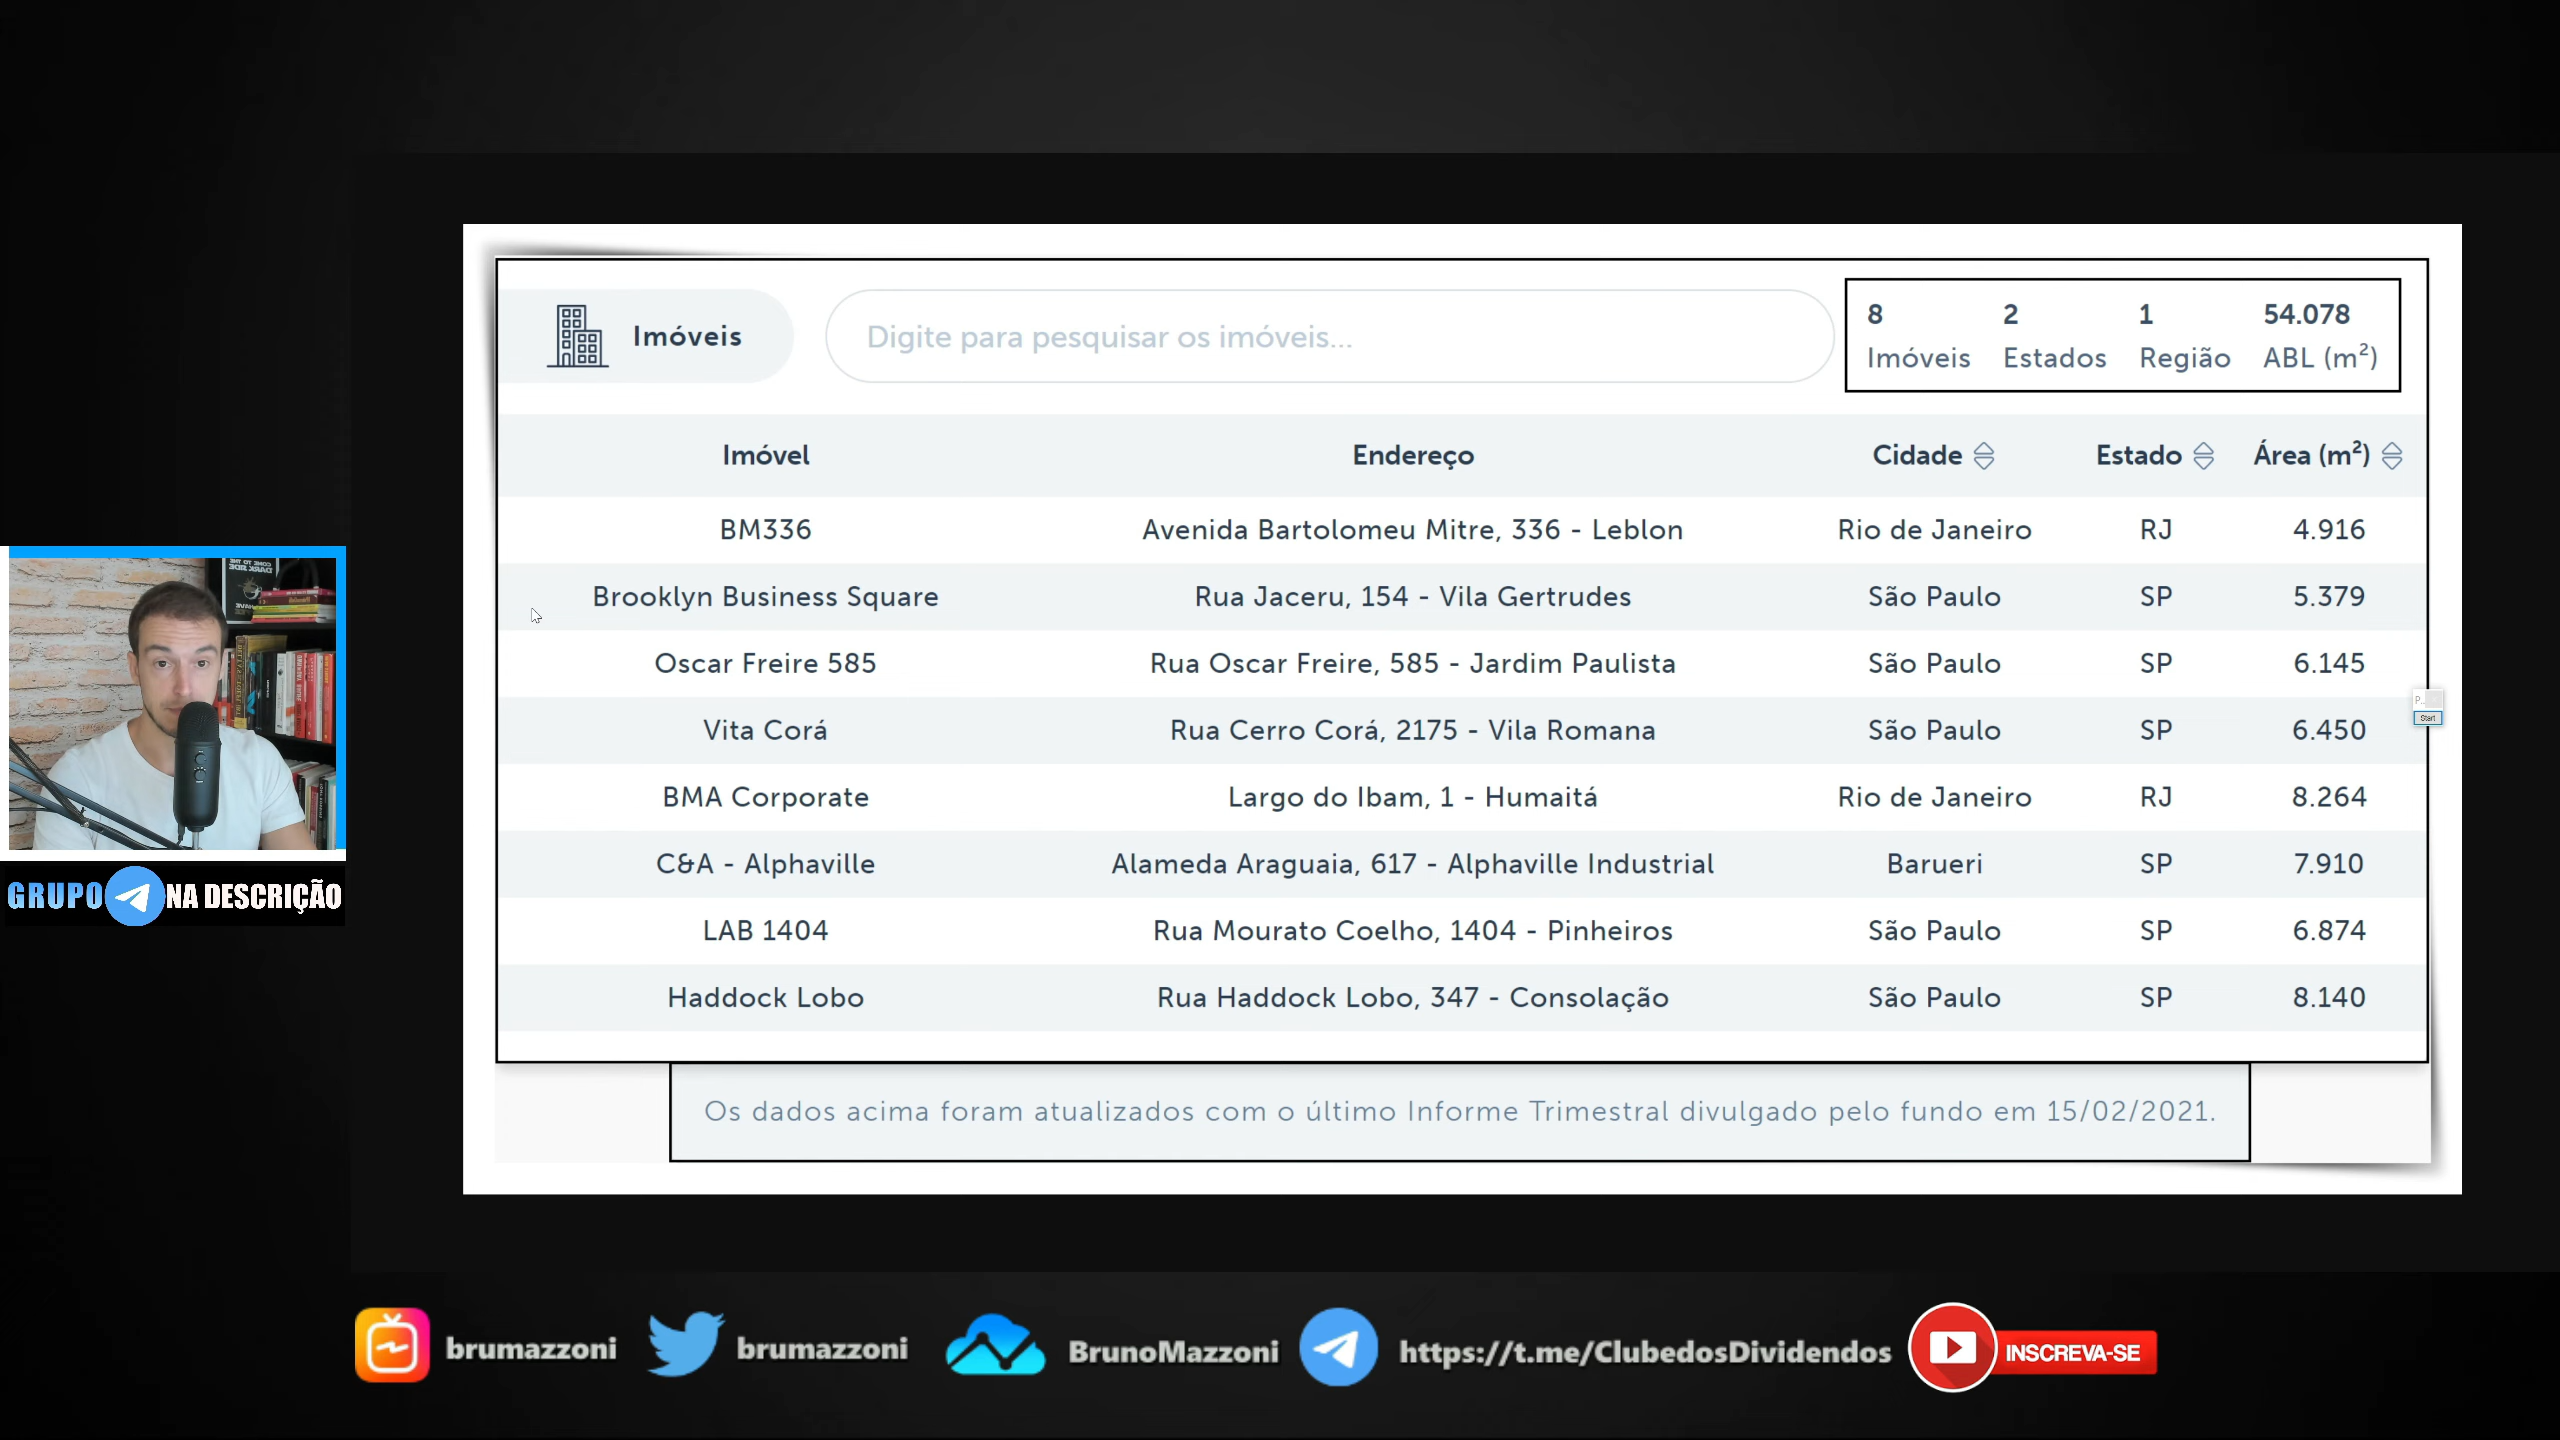 Imóveis
Digite para pesquisar os imóveis...
8 2 1 54.078
Imóveis Estados Região ABL (m²)
Imóvel Endereço Cidade Estado Área (m²)
BM336 Avenida Bartolomeu Mitre, 336 - Leblon Rio de Janeiro RJ 4.916
Brooklyn Business Square Rua Jaceru, 154 - Vila Gertrudes São Paulo SP 5.379
Oscar Freire 585 Rua Oscar Freire, 585 - Jardim Paulista São Paulo SP 6.145
Vita Corá Rua Cerro Corá, 2175 - Vila Romana São Paulo SP 6.450
BMA Corporate Largo do Ibam, 1 - Humaitá Rio de Janeiro RJ 8.264
C&A - Alphaville Alameda Araguaia, 617 - Alphaville Industrial Barueri SP 7.910
LAB 1404 Rua Mourato Coelho, 1404 - Pinheiros São Paulo SP 6.874
Haddock Lobo Rua Haddock Lobo, 347 - Consolação São Paulo SP 8.140
Os dados acima foram atualizados com o último Informe Trimestral divulgado pelo fundo em 15/02/2021.
Start
GRUPO NA DESCRIÇÃO
brumazzoni brumazzoni BrunoMazzoni https://t.me/ClubedosDividendos INSCREVA-SE